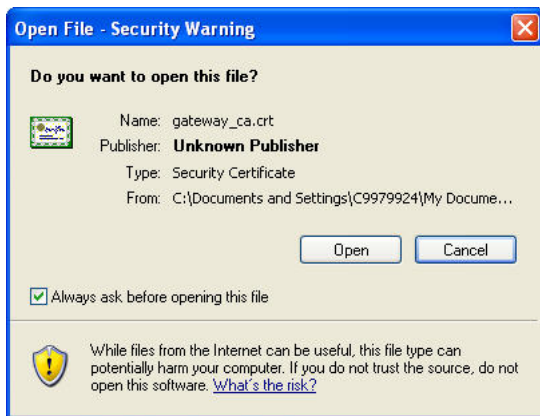 Open File - Security Warning
Do you want to open this file?
Name: gateway_ca.crt
Publisher: Unknown Publisher
Type: Security Certificate
From: C:\Documents and Settings\C9979924\My Docume...
Open Cancel
Always ask before opening this file
While files from the Internet can be useful, this file type can
potentially harm your computer. If you do not trust the source, do not
open this software. What's the risk?